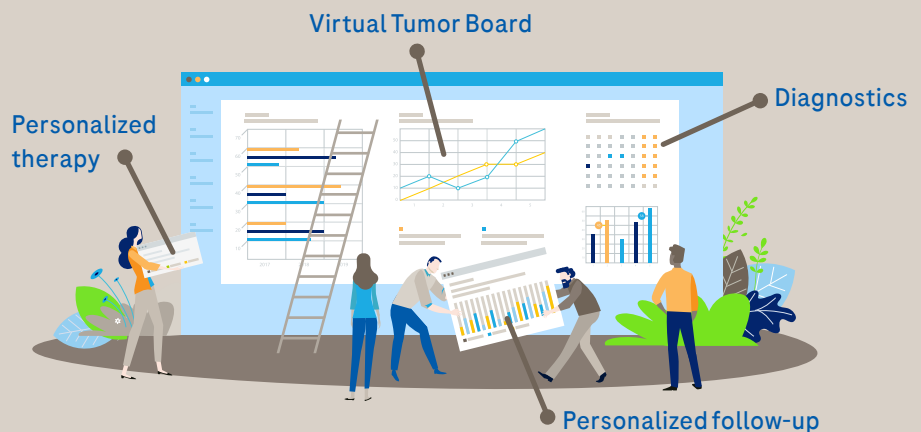 Virtual Tumor Board
Diagnostics
Personalized
therapy
Personalized follow-up